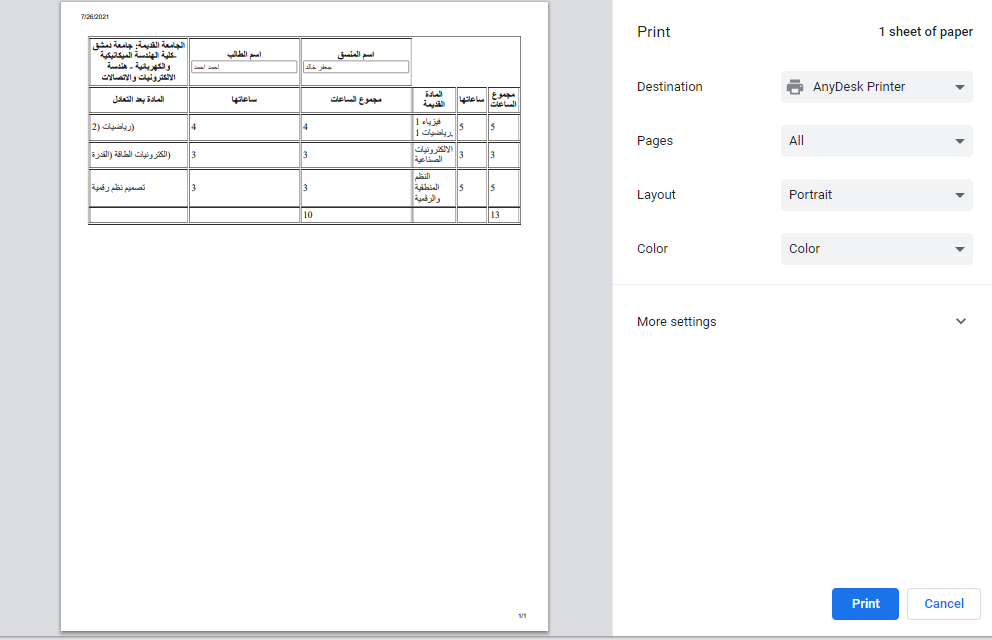 7/26/2021
الجامعة القديمة: جامعة دمشق
-كلية الهندسة الميكانيكية
والكهربائية - هندسة
الالكترونيات والاتصالات
اسم الطالب
احمد احمد
اسم المنسق
جعفر خالد
المادة بعد التعادل
ساعاتها
مجموع الساعات
المادة
القديمة
ساعاتها
مجموع
الساعات
رياضيات (2)
4
4
فيزياء 1
,رياضيات 1
5
5
الكترونيات الطاقة (القدرة)
3
3
الالكترونيات
الصناعية
3
3
تصميم نظم رقمية
3
3
النظم
المنطقية
والرقمية
5
5
10
13
1/1
Print
1 sheet of paper
Destination
AnyDesk Printer
Pages
All
Layout
Portrait
Color
Color
More settings
Print
Cancel